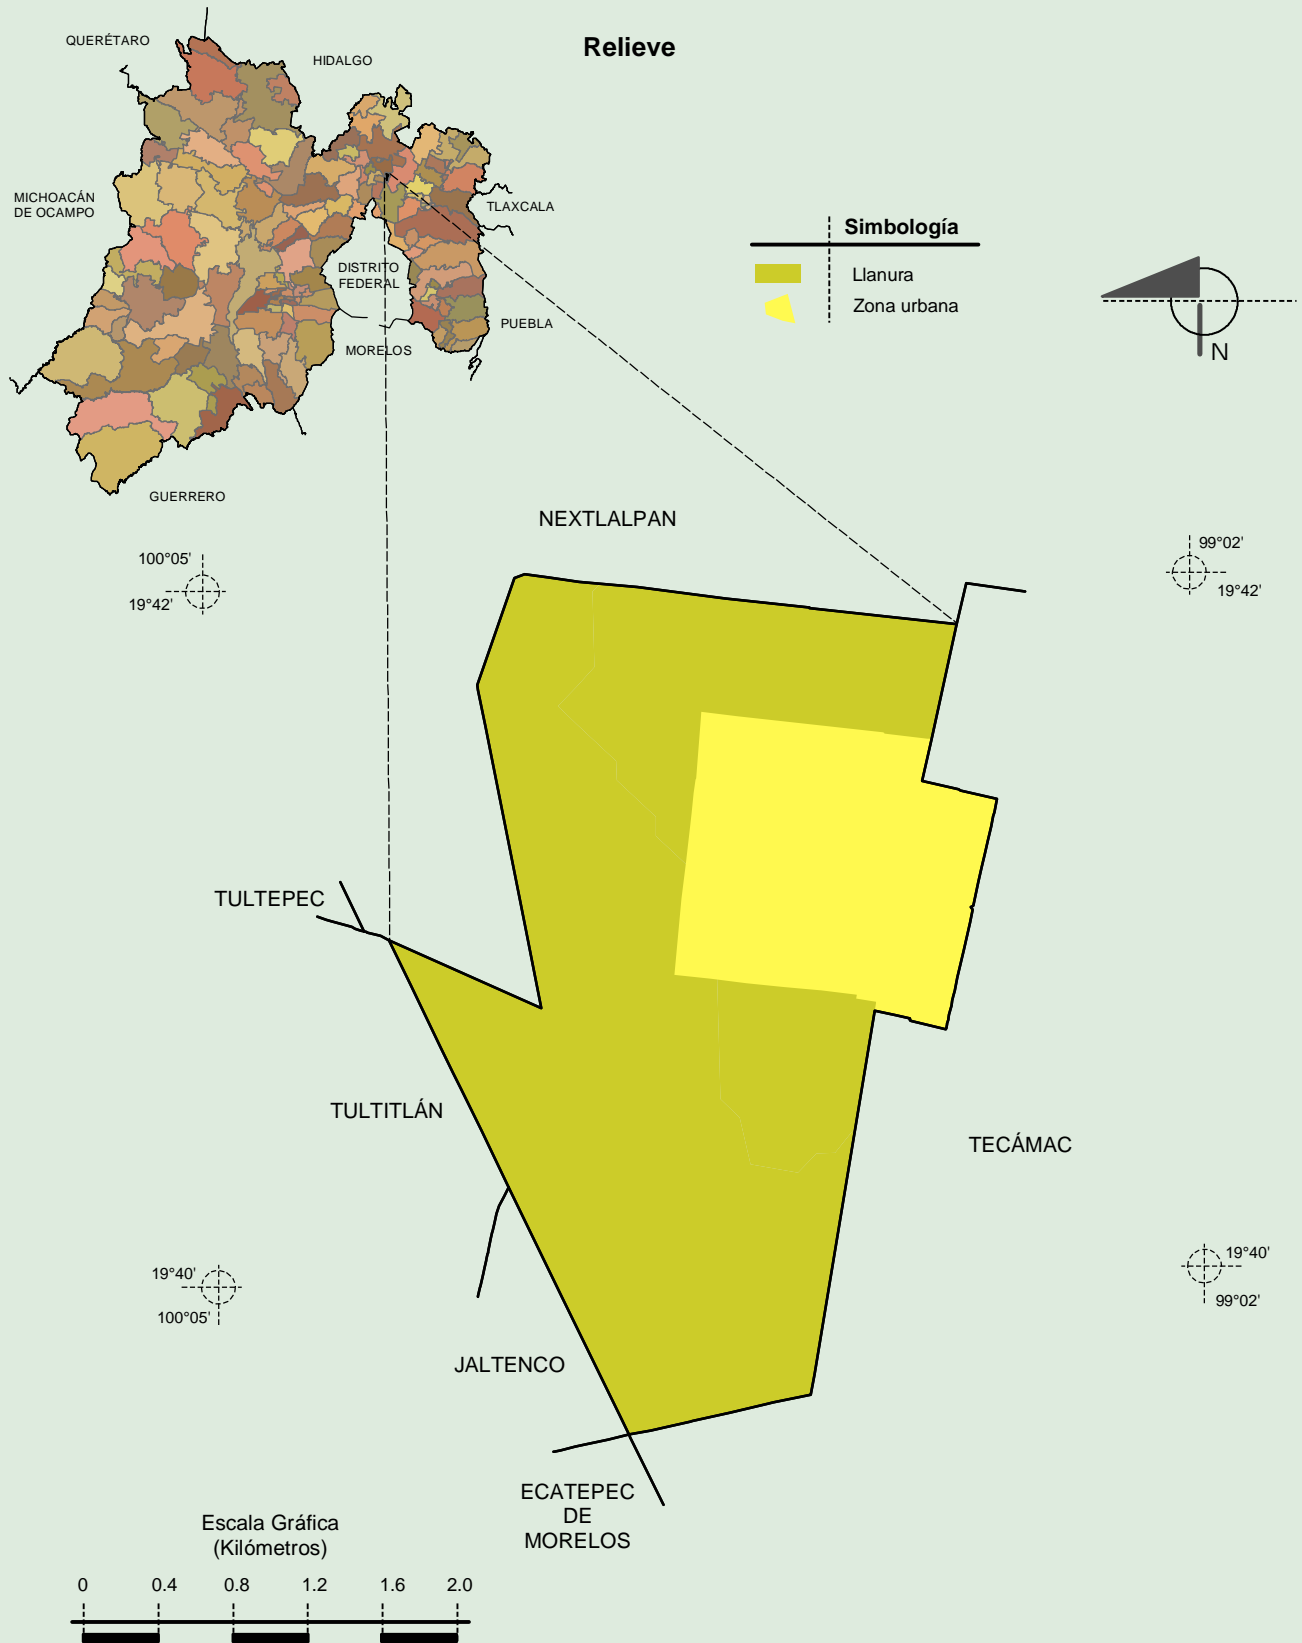 Relieve
QUERÉTARO
HIDALGO
MICHOACÁN
DE OCAMPO
TLAXCALA
DISTRITO
FEDERAL
PUEBLA
MORELOS
GUERRERO
Simbología
Llanura
Zona urbana
N
NEXTLALPAN
100°05'
19°42'
99°02'
19°42'
TULTEPEC
TULTITLÁN
TECÁMAC
19°40'
100°05'
19°40'
99°02'
JALTENCO
ECATEPEC
DE
MORELOS
Escala Gráfica
(Kilómetros)
0 0.4 0.8 1.2 1.6 2.0